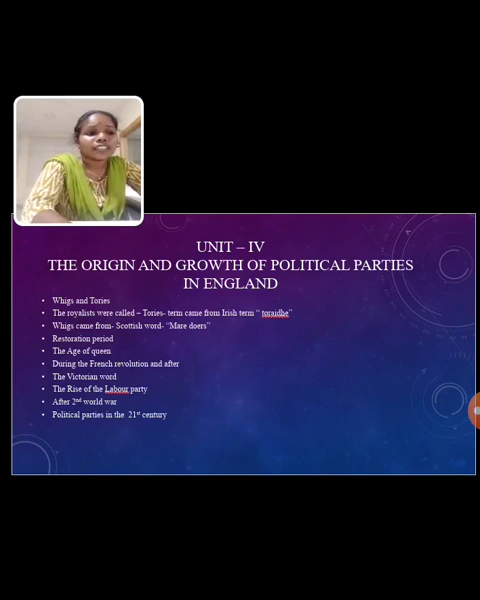 UNIT – IV
THE ORIGIN AND GROWTH OF POLITICAL PARTIES
IN ENGLAND
• Whigs and Tories
• The royalists were called – Tories- term came from Irish term “ toraidhe”
• Whigs came from- Scottish word- “Mare doers”
• Restoration period
• The Age of queen
• During the French revolution and after
• The Victorian word
• The Rise of the Labour party
• After 2nd world war
• Political parties in the 21st century